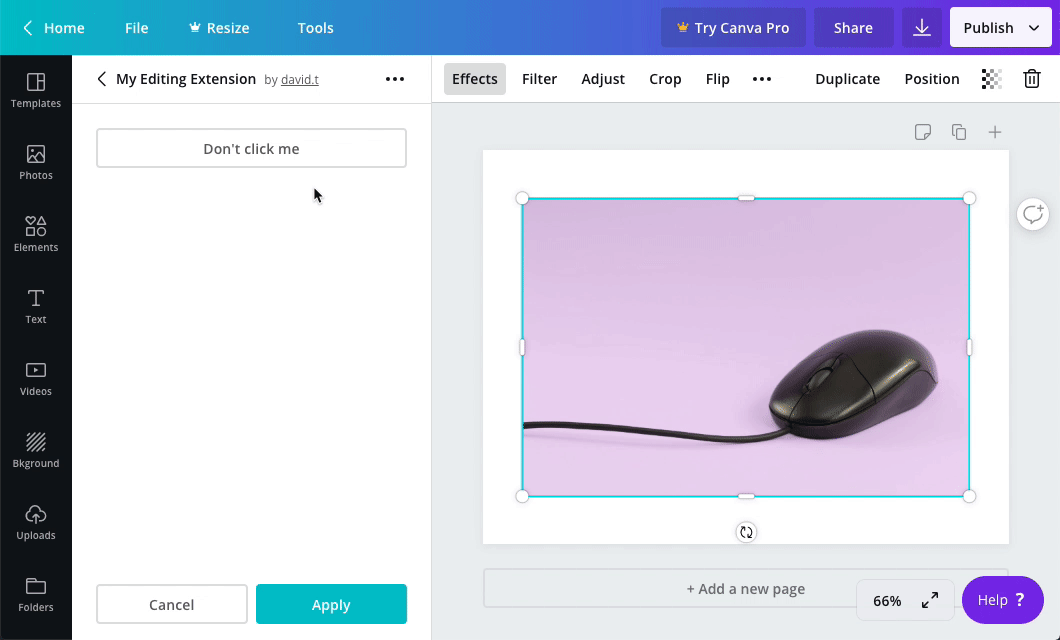 Home File Resize Tools Try Canva Pro Share Publish
My Editing Extension by david.t
Effects Filter Adjust Crop Flip Duplicate Position
Templates
Photos
Elements
Text
Videos
Bkground
Uploads
Folders
Don't click me
Cancel Apply
+ Add a new page
66%
Help ?